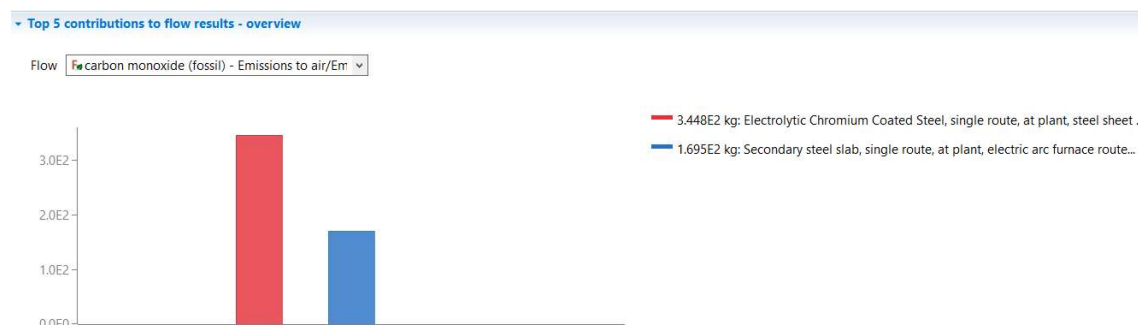 Top 5 contributions to flow results - overview
Flow carbon monoxide (fossil) - Emissions to air/Em
3.448E2 kg: Electrolytic Chromium Coated Steel, single route, at plant, steel sheet .
1.695E2 kg: Secondary steel slab, single route, at plant, electric arc furnace route...
3.0E2
2.0E2
1.0E2
0.0E0